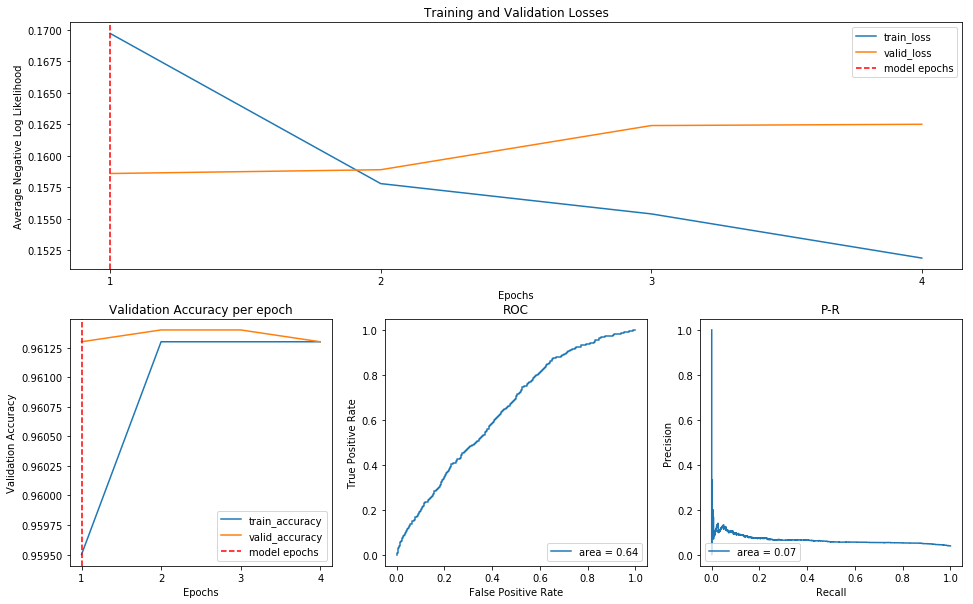 Training and Validation Losses
Average Negative Log Likelihood
0.1700
0.1675
0.1650
0.1625
0.1600
0.1575
0.1550
0.1525
train_loss
valid_loss
model epochs
1 2 3 4
Epochs
Validation Accuracy per epoch
Validation Accuracy
0.96125
0.96100
0.96075
0.96050
0.96025
0.96000
0.95975
0.95950
train_accuracy
valid_accuracy
model epochs
1 2 3 4
Epochs
ROC
True Positive Rate
1.0
0.8
0.6
0.4
0.2
0.0
area = 0.64
0.0 0.2 0.4 0.6 0.8 1.0
False Positive Rate
P-R
Precision
1.0
0.8
0.6
0.4
0.2
0.0
area = 0.07
0.0 0.2 0.4 0.6 0.8 1.0
Recall